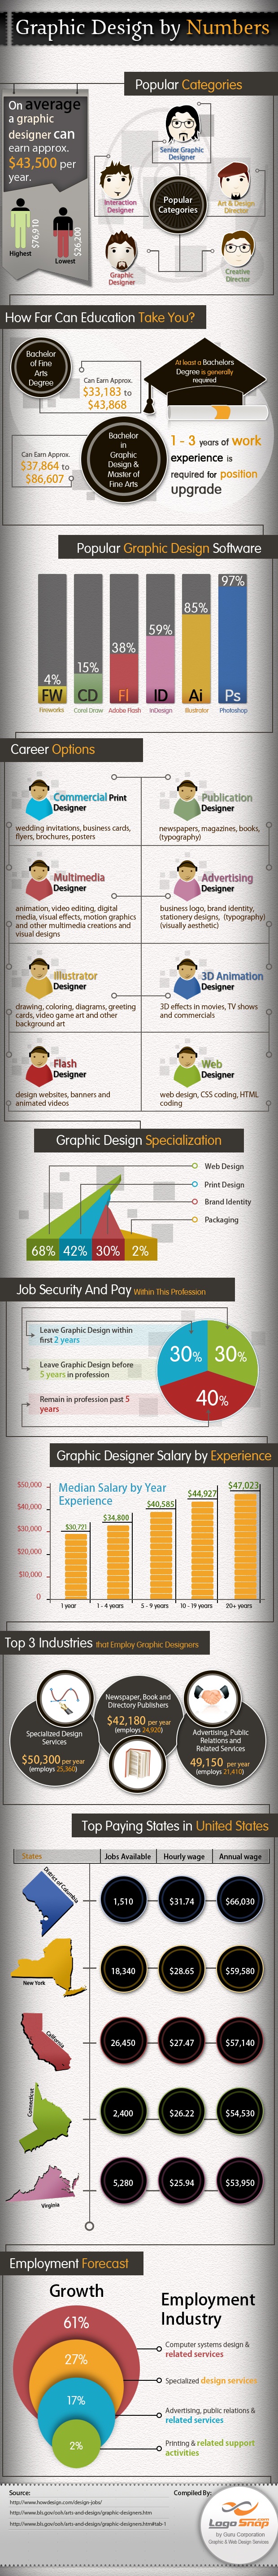 Graphic Design by Numbers
Popular Categories
On average
a graphic
designer can
earn approx.
$43,500 per
year.
$76,910
Highest
$26,200
Lowest
Senior Graphic
Designer
Interaction
Designer
Popular
Categories
Art & Design
Director
Graphic
Designer
Creative
Director
How Far Can Education Take You?
Bachelor
of Fine
Arts
Degree
Can Earn Approx.
$33,183 to
$43,868
At least a Bachelors
Degree is generally
required
Can Earn Approx.
$37,864 to
$86,607
Bachelor
in
Graphic
Design &
Master of
Fine Arts
1 - 3 years of work
experience is
required for position
upgrade
Popular Graphic Design Software
4%
15%
38%
59%
85%
97%
FW
CD
Fl
ID
Ai
Ps
Fireworks
Coral Draw
Adobe Flash
InDesign
Illustrator
Photoshop
Career Options
Commercial Print
Designer
wedding invitations, business cards,
flyers, brochures, posters
Publication
Designer
newspapers, magazines, books,
(typography)
Multimedia
Designer
animation, video editing, digital
media, visual effects, motion graphics
and other multimedia creations and
visual designs
Advertising
Designer
business logo, brand identity,
stationery designs, (typography)
(visually aesthetic)
Illustrator
Designer
drawing, coloring, diagrams, greeting
cards, video game art and other
background art
3D Animation
Designer
3D effects in movies, TV shows
and commercials
Flash
Designer
design websites, banners and
animated videos
Web
Designer
web design, CSS coding, HTML
coding
Graphic Design Specialization
Web Design
Print Design
Brand Identity
Packaging
68%
42%
30%
2%
Job Security And Pay Within This Profession
Leave Graphic Design within
first 2 years
Leave Graphic Design before
5 years in profession
Remain in profession past 5
years
30%
30%
40%
Graphic Designer Salary by Experience
Median Salary by Year
Experience
$50,000
$40,000
$30,000
$20,000
$10,000
0
$30,721
$34,800
$40,585
$44,927
$47,023
1 year
1 - 4 years
5 - 9 years
10 - 19 years
20+ years
Top 3 Industries that Employ Graphic Designers
Specialized Design
Services
$50,300 per year
(employs 25,360)
Newspaper, Book and
Directory Publishers
$42,180 per year
(employs 24,920)
Advertising, Public
Relations and
Related Services
49,150 per year
(employs 21,410)
Top Paying States in United States
States
Jobs Available
Hourly wage
Annual wage
District of Columbia
1,510
$31.74
$66,030
New York
18,340
$28.65
$59,580
California
26,450
$27.47
$57,140
Connecticut
2,400
$26.22
$54,530
Virginia
5,280
$25.94
$53,950
Employment Forecast
Growth
61%
27%
17%
2%
Employment
Industry
Computer systems design &
related services
Specialized design services
Advertising, public relations &
related services
Printing & related support
activities
Source:
http://www.howdesign.com/design-jobs/
http://www.bls.gov/ooh/arts-and-design/graphic-designers.htm
http://www.bls.gov/ooh/arts-and-design/graphic-designers.htm#tab-1
Compiled By:
LogoSnap
by Guru Corporation
Graphic & Web Design Services